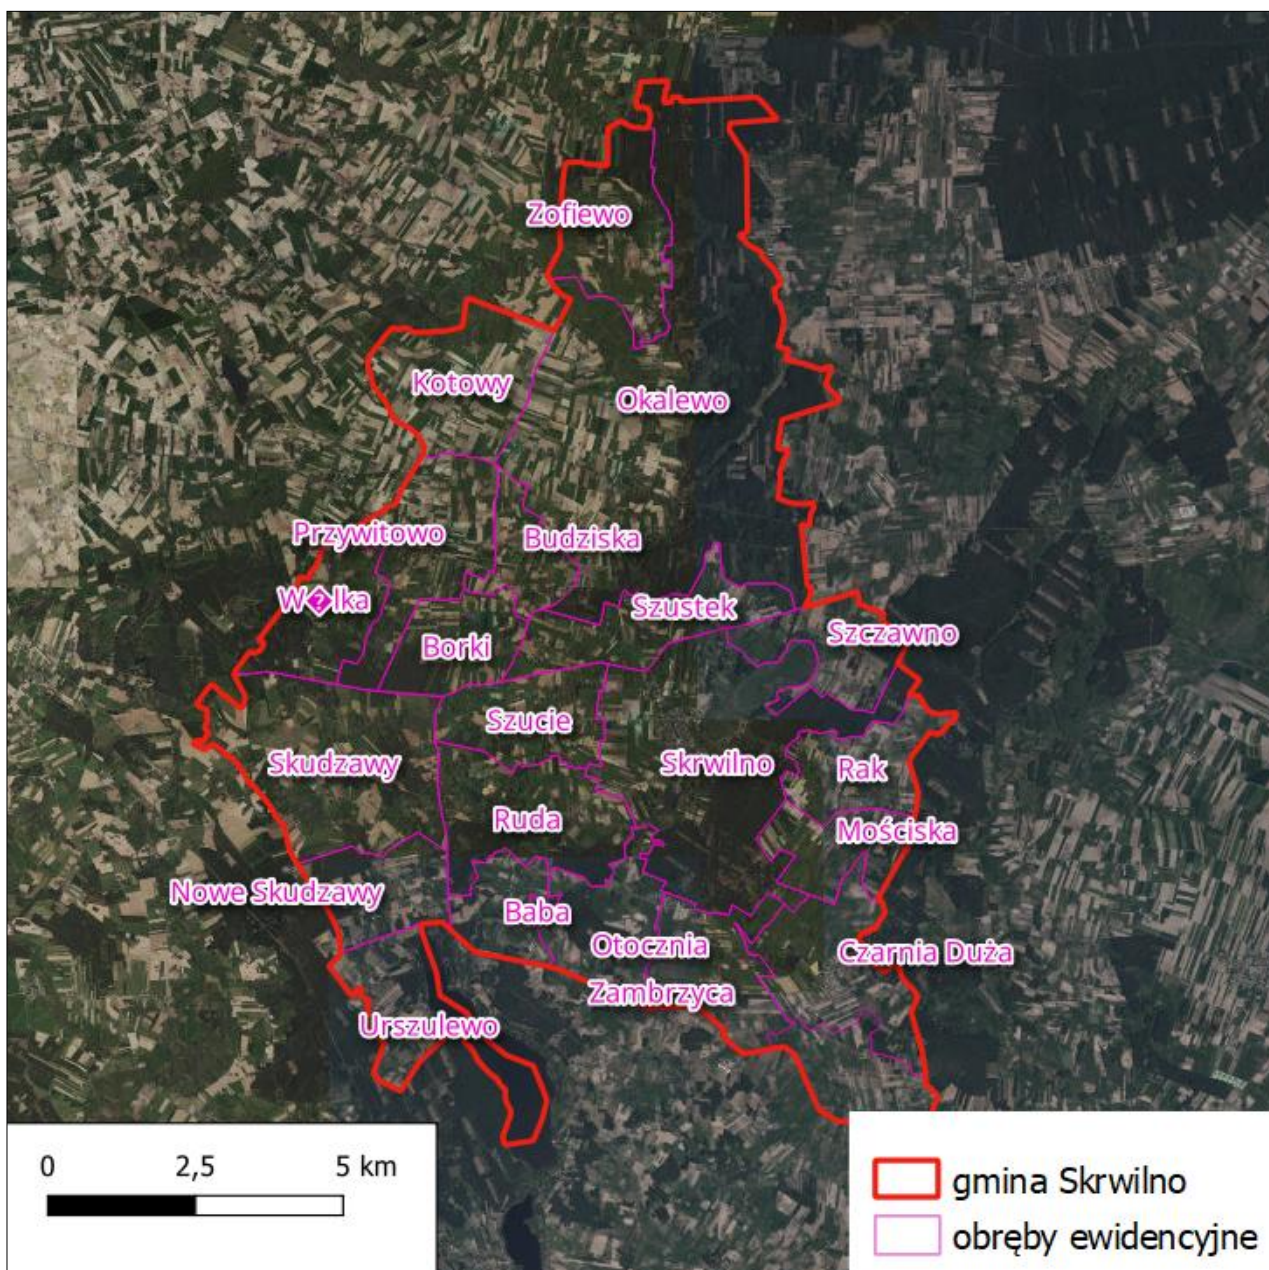 Zofiewo
Kotowy
Okalewo
Przywitowo
Budziska
W�lka
Szustek
Borki
Szczawno
Szucie
Skudzawy
Skrwilno
Rak
Ruda
Mościska
Nowe Skudzawy
Baba
Otocznia
Czarnia Duża
Zambrzyca
Urszulewo
0 2,5 5 km
gmina Skrwilno
obręby ewidencyjne